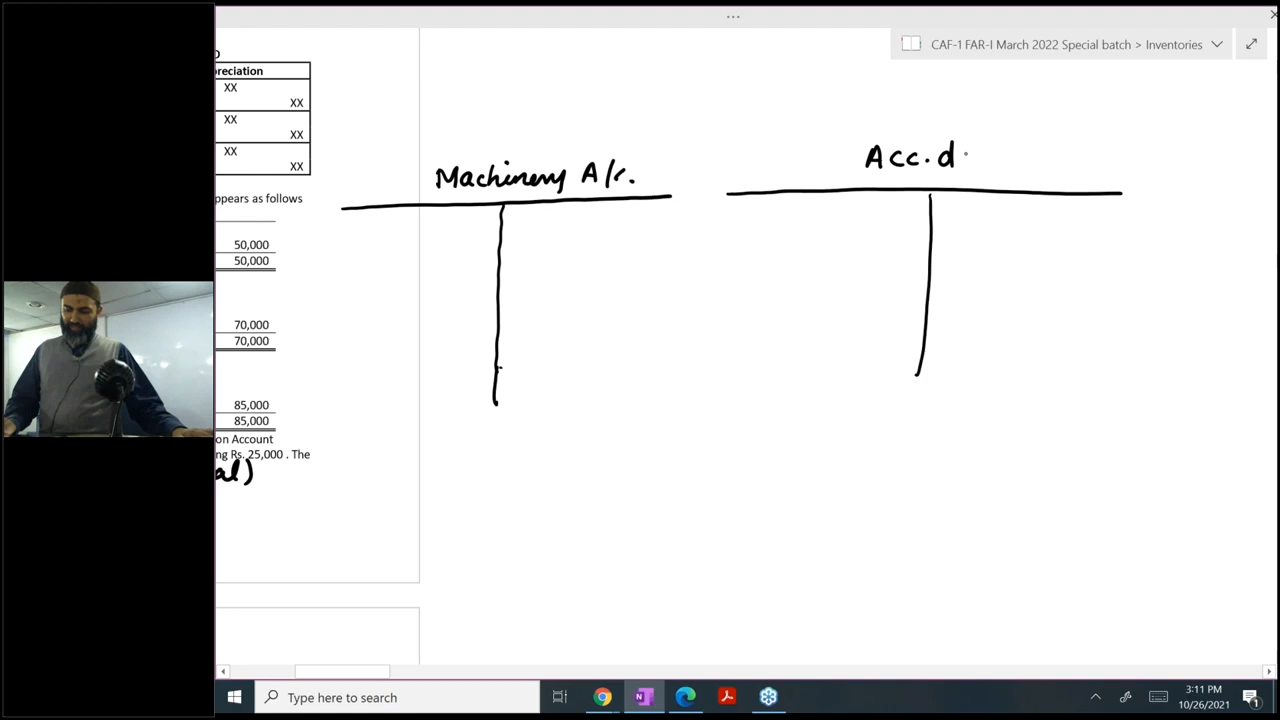 CAF-1 FAR-I March 2022 Special batch > Inventories
preciation
XX
XX
XX
XX
XX
XX
ppears as follows
50,000
50,000
70,000
70,000
85,000
85,000
on Account
ng Rs. 25,000 . The
al)
Machinery A/c.
Acc. d
Type here to search
3:11 PM
10/26/2021
1